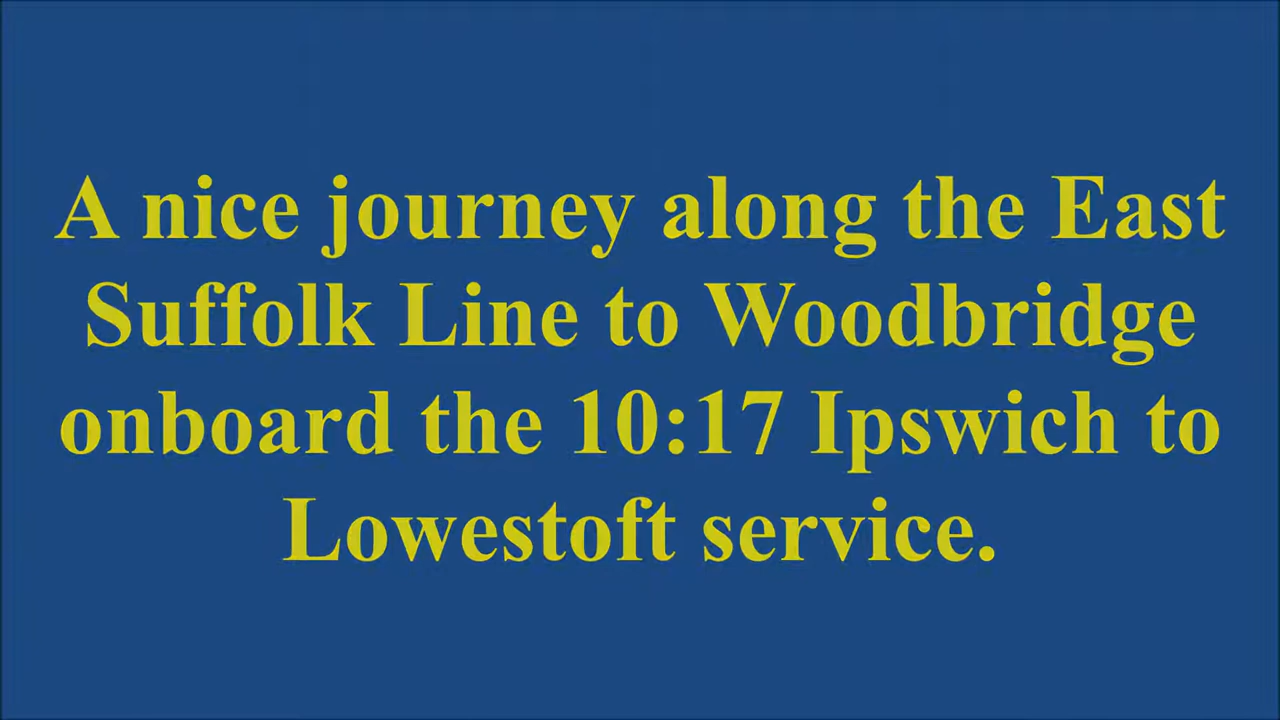 A nice journey along the East
Suffolk Line to Woodbridge
onboard the 10:17 Ipswich to
Lowestoft service.